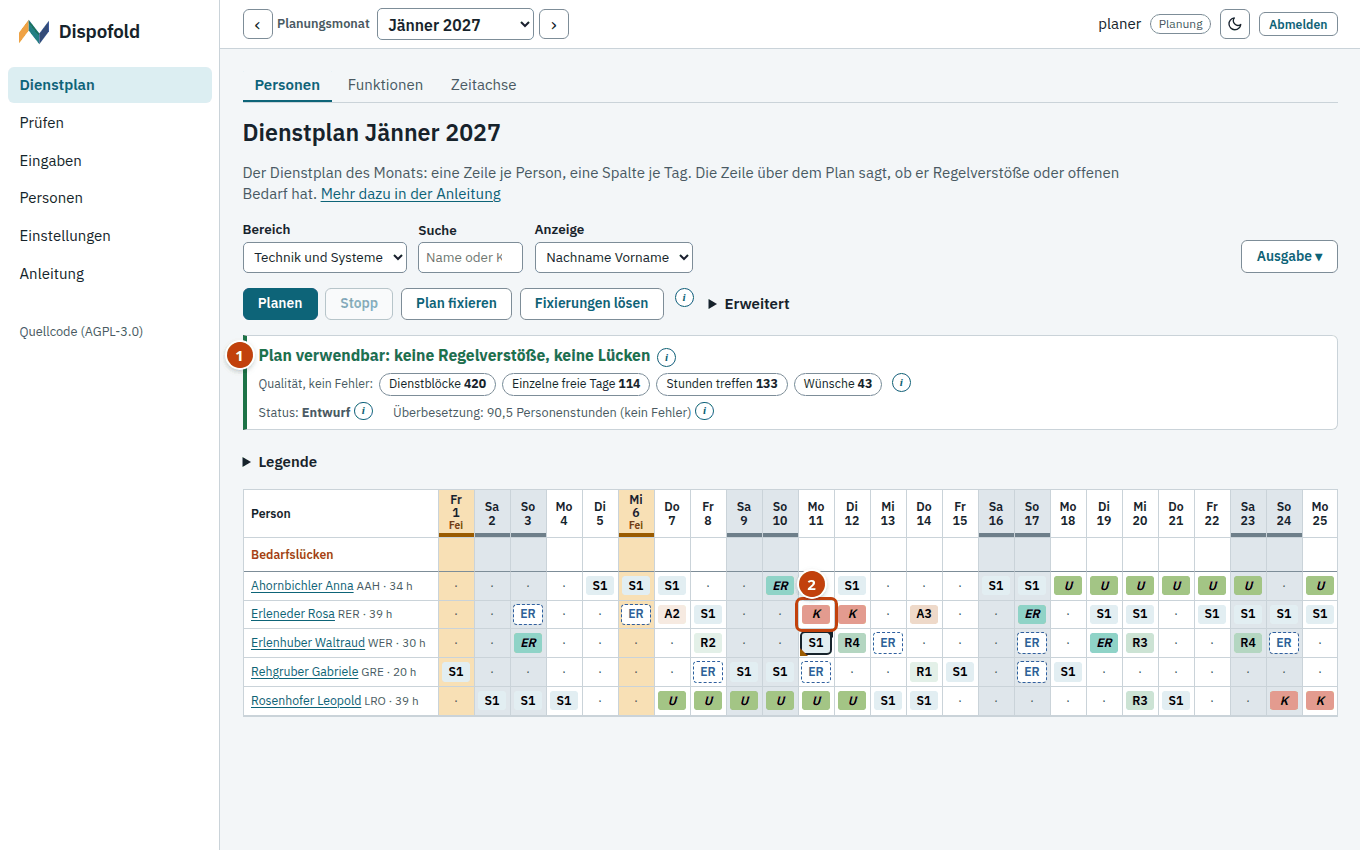 Dispofold
‹ Planungsmonat Jänner 2027 ›
planer Planung Abmelden
Dienstplan
Prüfen
Eingaben
Personen
Einstellungen
Anleitung
Quellcode (AGPL-3.0)
Personen Funktionen Zeitachse
Dienstplan Jänner 2027
Der Dienstplan des Monats: eine Zeile je Person, eine Spalte je Tag. Die Zeile über dem Plan sagt, ob er Regelverstöße oder offenen
Bedarf hat. Mehr dazu in der Anleitung
Bereich Suche Anzeige
Technik und Systeme Name oder K Nachname Vorname Ausgabe ▾
Planen Stopp Plan fixieren Fixierungen lösen i ▶ Erweitert
1 Plan verwendbar: keine Regelverstöße, keine Lücken i
Qualität, kein Fehler: Dienstblöcke 420 Einzelne freie Tage 114 Stunden treffen 133 Wünsche 43 i
Status: Entwurf i Überbesetzung: 90,5 Personenstunden (kein Fehler) i
▶ Legende
Person Fr 1 Fei Sa 2 So 3 Mo 4 Di 5 Mi 6 Fei Do 7 Fr 8 Sa 9 So 10 Mo 11 Di 12 Mi 13 Do 14 Fr 15 Sa 16 So 17 Mo 18 Di 19 Mi 20 Do 21 Fr 22 Sa 23 So 24 Mo 25
Bedarfslücken
Ahornbichler Anna AAH · 34 h · · · · S1 S1 S1 · · ER 2 S1 · · · S1 S1 U U U U U U · U
Erleneder Rosa RER · 39 h · · ER · · ER A2 S1 · · K K · A3 · · ER · S1 S1 · S1 S1 S1 S1
Erlenhuber Waltraud WER · 30 h · · ER · · · · R2 · · S1 R4 ER · · · ER · ER R3 · · R4 ER ·
Rehgruber Gabriele GRE · 20 h S1 · · · · · · ER S1 S1 ER · · R1 S1 · ER S1 · · · · · · ·
Rosenhofer Leopold LRO · 39 h · S1 S1 S1 · · U U U U U U S1 S1 · · · · · R3 S1 · · K K